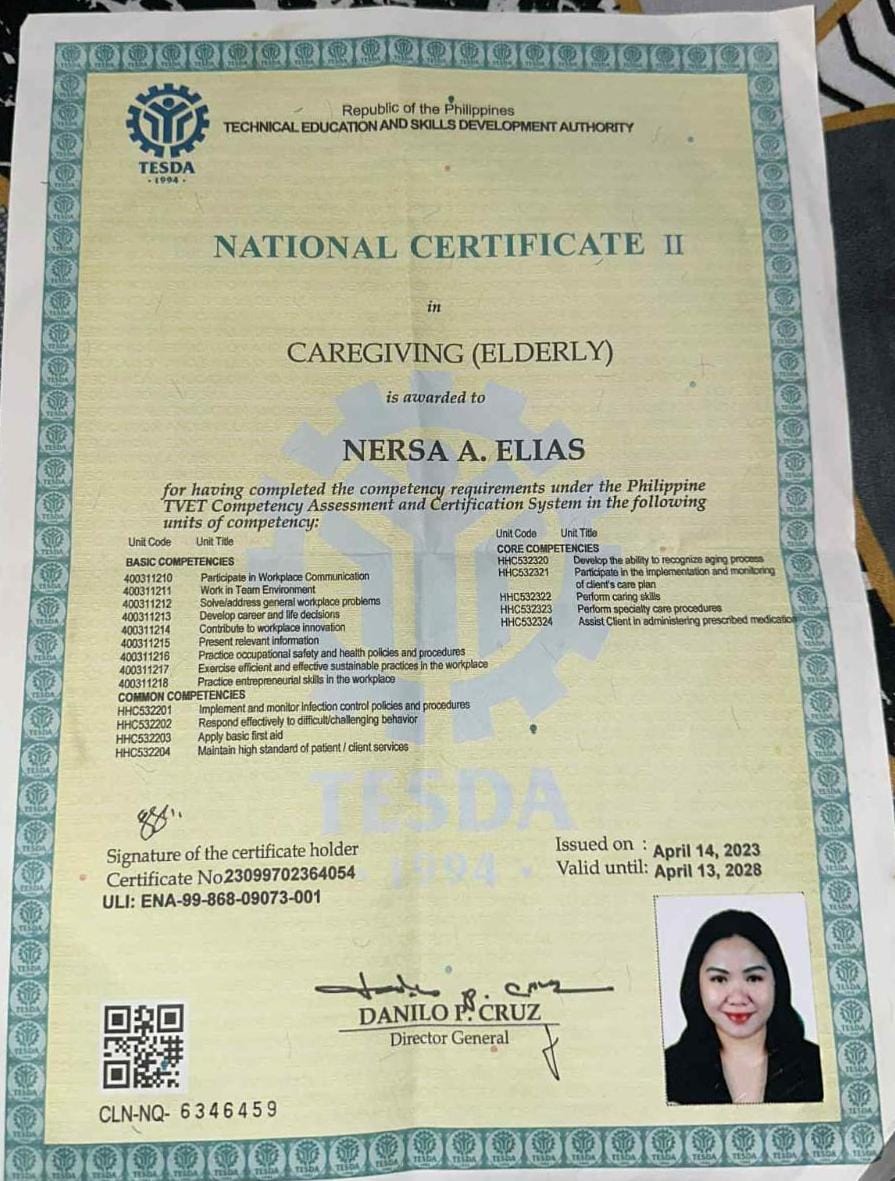 TESDA
- 1994 -
Republic of the Philippines
TECHNICAL EDUCATION AND SKILLS DEVELOPMENT AUTHORITY
NATIONAL CERTIFICATE II
in
CAREGIVING (ELDERLY)
is awarded to
NERSA A. ELIAS
for having completed the competency requirements under the Philippine
TVET Competency Assessment and Certification System in the following
units of competency:
Unit Code Unit Title
BASIC COMPETENCIES
400311210 Participate in Workplace Communication
400311211 Work in Team Environment
400311212 Solve/address general workplace problems
400311213 Develop career and life decisions
400311214 Contribute to workplace innovation
400311215 Present relevant information
400311216 Practice occupational safety and health policies and procedures
400311217 Exercise efficient and effective sustainable practices in the workplace
400311218 Practice entrepreneurial skills in the workplace
COMMON COMPETENCIES
HHC532201 Implement and monitor infection control policies and procedures
HHC532202 Respond effectively to difficult/challenging behavior
HHC532203 Apply basic first aid
HHC532204 Maintain high standard of patient / client services
Unit Code Unit Title
CORE COMPETENCIES
HHC532320 Develop the ability to recognize aging process
HHC532321 Participate in the implementation and monitoring
of client's care plan
HHC532322 Perform caring skills
HHC532323 Perform specialty care procedures
HHC532324 Assist Client in administering prescribed medication
TESDA
1994
Signature of the certificate holder
Certificate No23099702364054
ULI: ENA-99-868-09073-001
Issued on : April 14, 2023
Valid until: April 13, 2028
DANILO P. CRUZ
Director General
CLN-NQ- 6346459